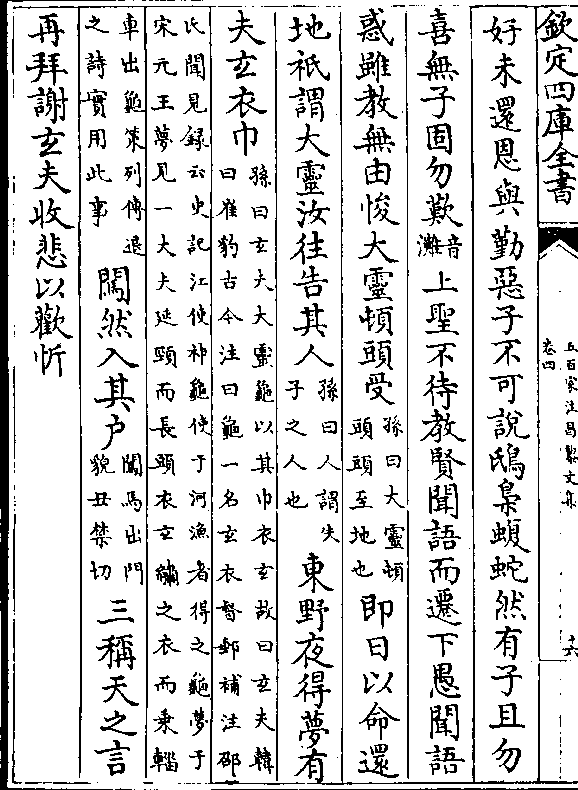 欽定四庫全書
五百家注昌黎文集
卷四
十六
好未還恩與勤惡子不可說鴟梟蝮蛇然有子且勿
喜無子固勿歎音灘上聖不待教賢聞語而遷下愚聞語
惑雖教無由悛大靈頓頭受孫曰大靈頓頭頭至地也即日以命還
地祇謂大靈汝往告其人孫曰人謂失子之人也東野夜得夢有
夫玄衣巾孫曰玄夫大靈龜以其巾衣玄故曰玄夫韓曰崔豹古今注曰龜一名玄衣督郵補注邵
氏聞見録云史記江使神龜使于河漁者得之龜夢于宋元王夢見一大夫延頸而長頭衣玄繡之衣而乗輜
車出龜策列傳退之詩實用此事闖然入其户闖馬出門貌丑禁切三稱天之言
再拜謝玄夫收悲以歡忻